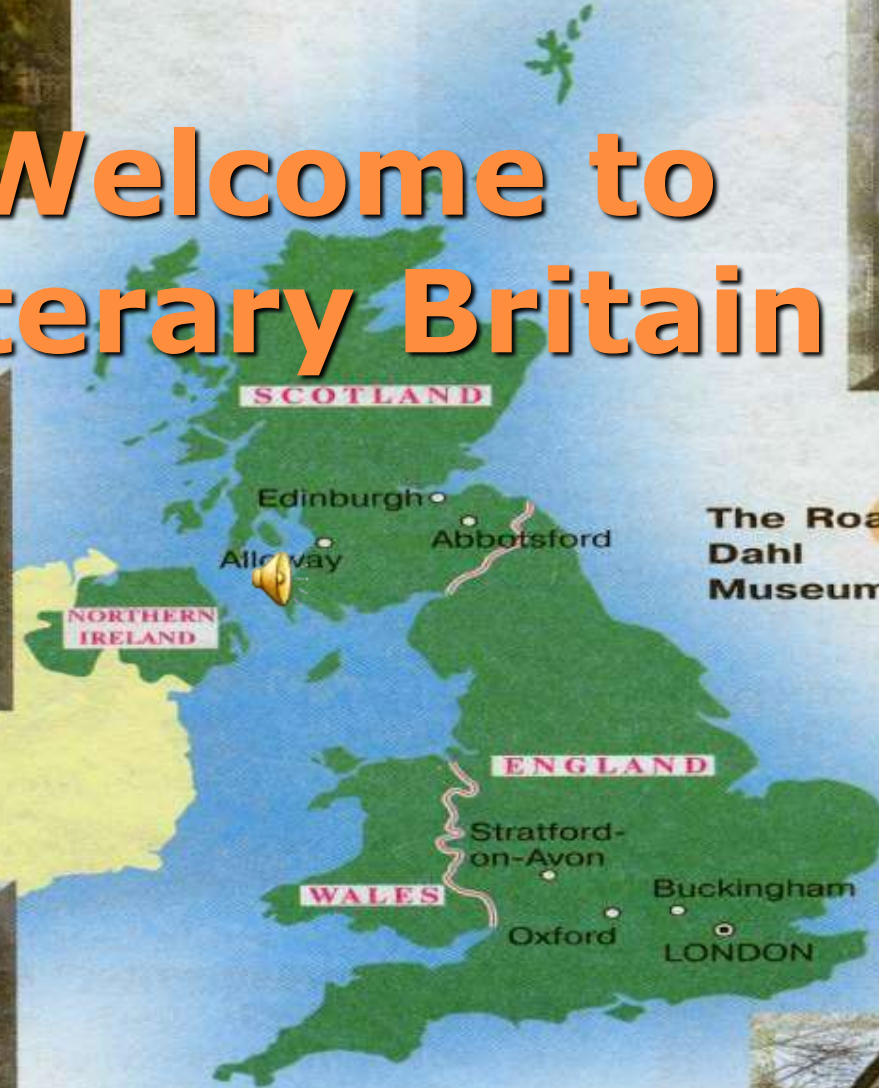 Welcome to
terary Britain
SCOTLAND
Edinburgh
Abbotsford
The Roa
Dahl
Museum
NORTHERN
IRELAND
ENGLAND
Stratford-
on-Avon
WALES
Buckingham
Oxford
LONDON